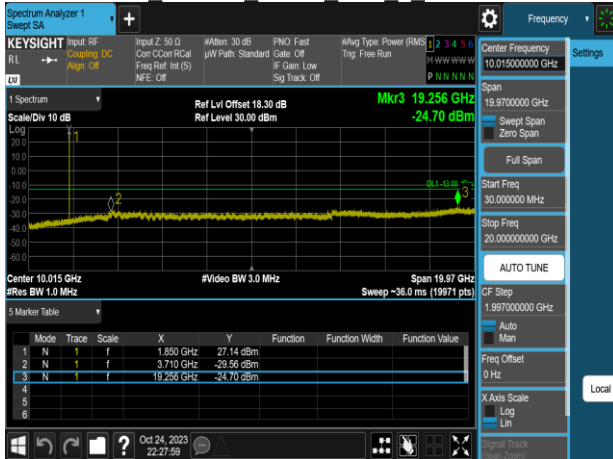 Spectrum Analyzer 1
Swept SA
Frequency
KEYSIGHT Input: RF
RL
Coupling: DC
Align: Off
LXI
Input Z: 50 Ω
Corr CCorr RCal
Freq Ref: Int (S)
NFE: Off
#Atten: 30 dB
µW Path: Standard
PNO: Fast
Gate: Off
IF Gain: Low
Sig Track: Off
#Avg Type: Power (RMS
Trig: Free Run
1 2 3 4 5 6
M W W W W W
P N N N N N
Center Frequency
10.015000000 GHz
Settings
Span
19.9700000 GHz
Swept Span
Zero Span
Full Span
Start Freq
30.000000 MHz
Stop Freq
20.000000000 GHz
AUTO TUNE
CF Step
1.997000000 GHz
Auto
Man
Freq Offset
0 Hz
X Axis Scale
Log
Lin
Local
Signal Track
(Span Zoom)
1 Spectrum
Scale/Div 10 dB
Log
Ref Lvl Offset 18.30 dB
Ref Level 30.00 dBm
Mkr3 19.256 GHz
-24.70 dBm
20.0
10.0
0.00
-10.0
-20.0
-30.0
-40.0
-50.0
-60.0
1
2
3
DL1 -13.00
Center 10.015 GHz
#Res BW 1.0 MHz
#Video BW 3.0 MHz
Span 19.97 GHz
Sweep ~36.0 ms (19971 pts)
5 Marker Table
Mode Trace Scale X Y Function Function Width Function Value
1 N 1 f 1.850 GHz 27.14 dBm
2 N 1 f 3.710 GHz -29.56 dBm
3 N 1 f 19.256 GHz -24.70 dBm
4
5
6
?
Oct 24, 2023
22:27:59